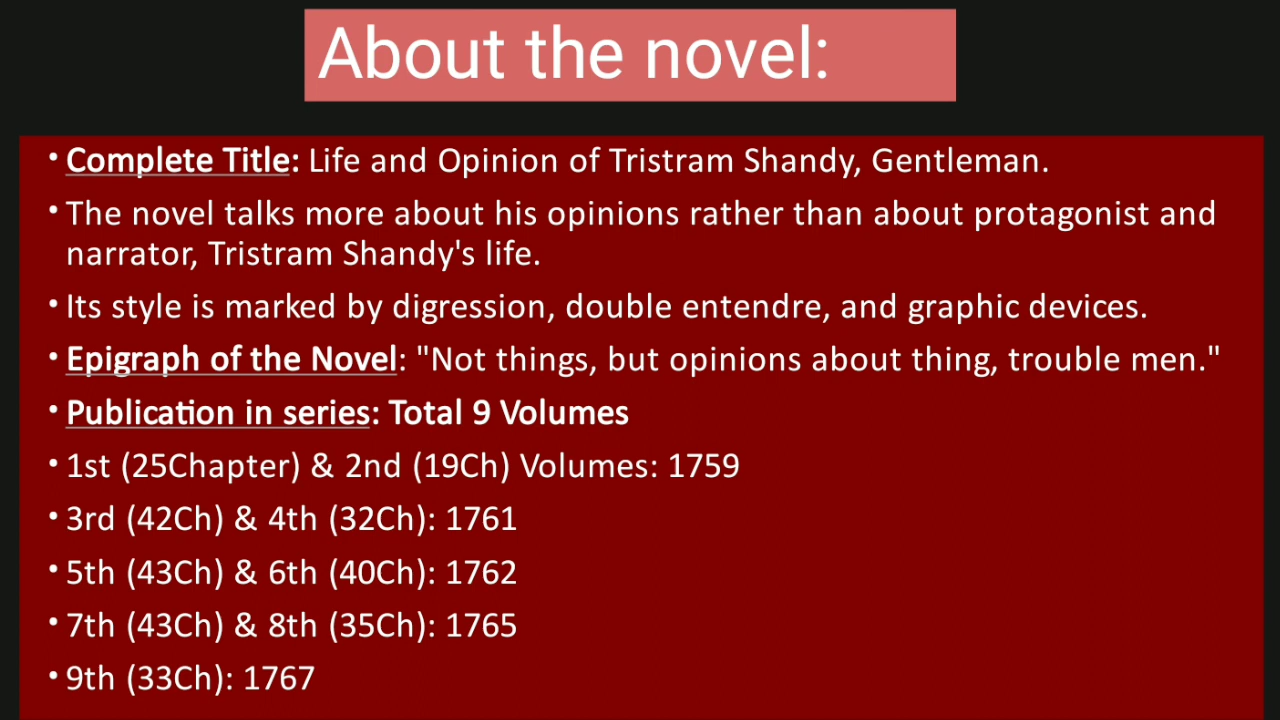 About the novel:
• Complete Title: Life and Opinion of Tristram Shandy, Gentleman.
• The novel talks more about his opinions rather than about protagonist and
narrator, Tristram Shandy's life.
• Its style is marked by digression, double entendre, and graphic devices.
• Epigraph of the Novel: "Not things, but opinions about thing, trouble men."
• Publication in series: Total 9 Volumes
• 1st (25Chapter) & 2nd (19Ch) Volumes: 1759
• 3rd (42Ch) & 4th (32Ch): 1761
• 5th (43Ch) & 6th (40Ch): 1762
• 7th (43Ch) & 8th (35Ch): 1765
• 9th (33Ch): 1767